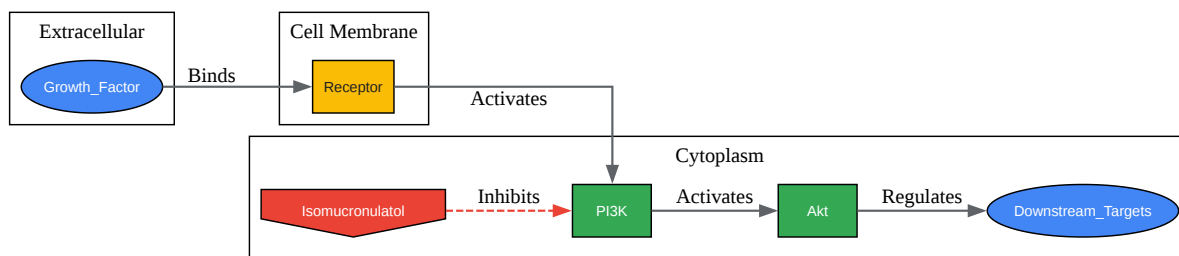 Extracellular
Cell Membrane
Growth_Factor
Binds
Receptor
Activates
Cytoplasm
Isomucronulatol
Inhibits
PI3K
Activates
Akt
Regulates
Downstream_Targets